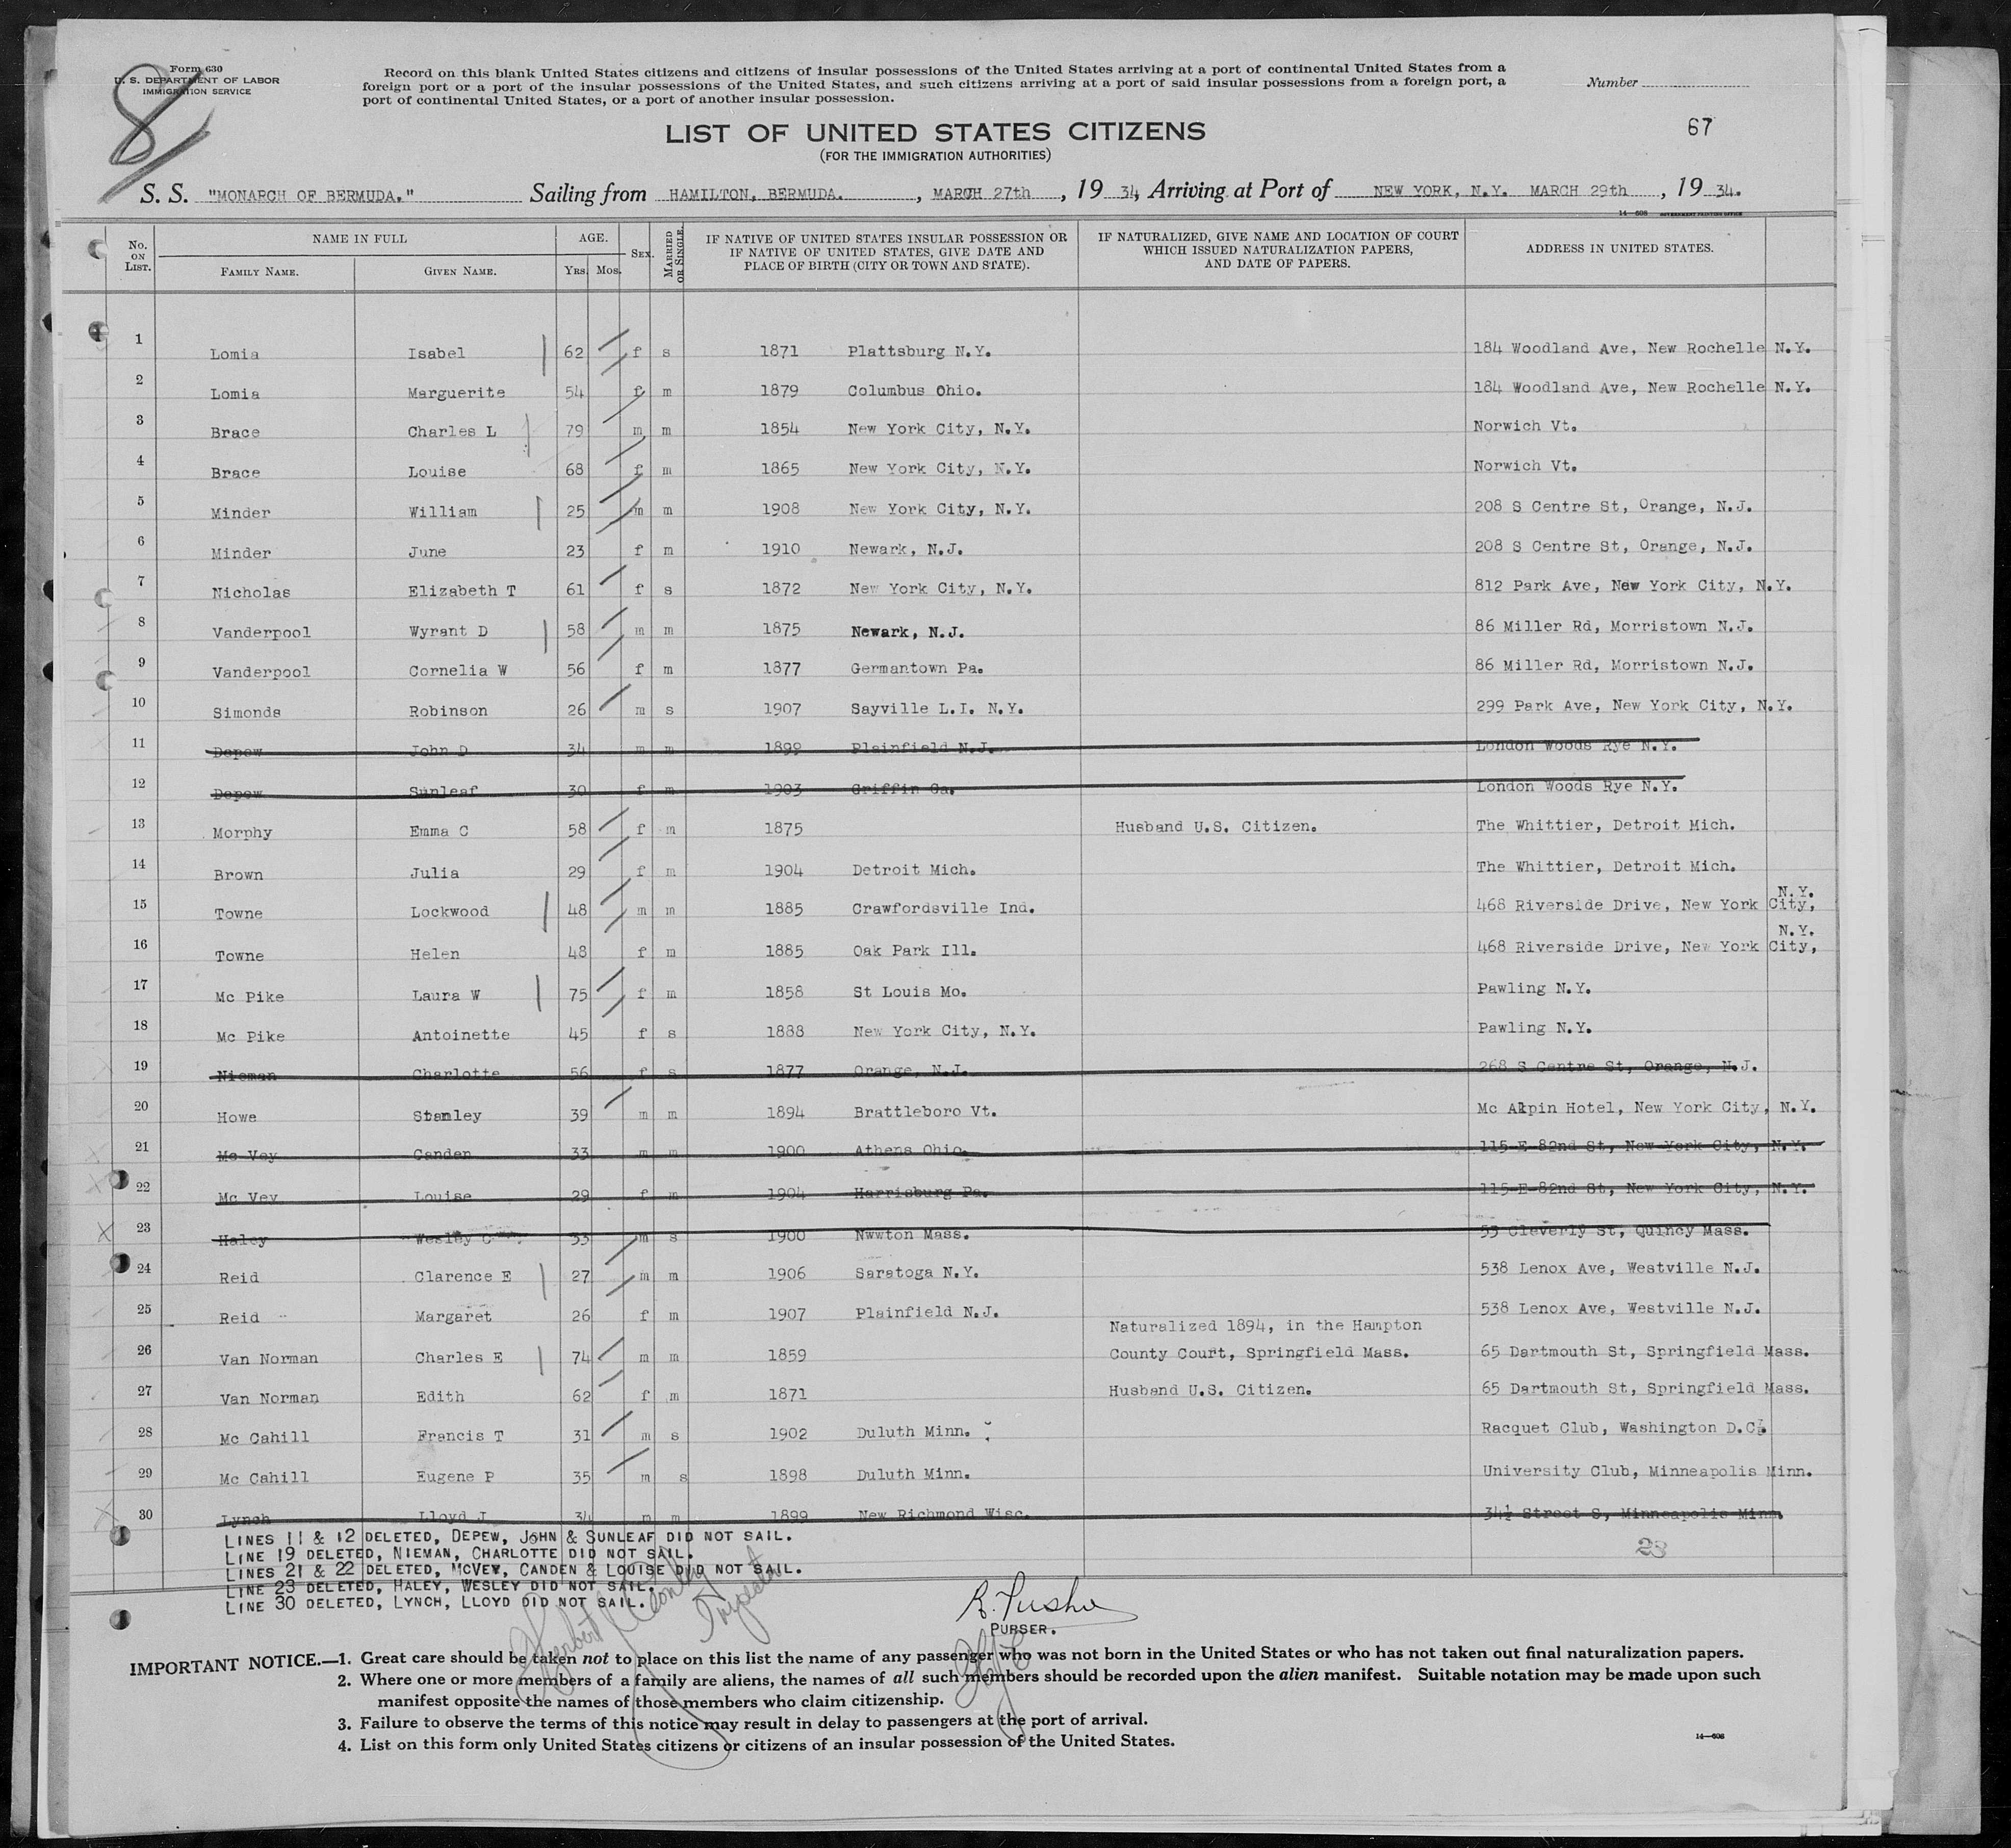 8
Form 630
U. S. DEPARTMENT OF LABOR
IMMIGRATION SERVICE
Record on this blank United States citizens and citizens of insular possessions of the United States arriving at a port of continental United States from a
foreign port or a port of the insular possessions of the United States, and such citizens arriving at a port of said insular possessions from a foreign port, a
port of continental United States, or a port of another insular possession.
Number
67
LIST OF UNITED STATES CITIZENS
(FOR THE IMMIGRATION AUTHORITIES)
S. S. "MONARCH OF BERMUDA." Sailing from HAMILTON, BERMUDA. , MARCH 27th , 19 34, Arriving at Port of NEW YORK, N.Y. MARCH 29th , 19 34.
14—608 GOVERNMENT PRINTING OFFICE
No. ON LIST. NAME IN FULL FAMILY NAME. GIVEN NAME. AGE. YRS. MOS. SEX. MARRIED OR SINGLE. IF NATIVE OF UNITED STATES INSULAR POSSESSION OR IF NATIVE OF UNITED STATES, GIVE DATE AND PLACE OF BIRTH (CITY OR TOWN AND STATE). IF NATURALIZED, GIVE NAME AND LOCATION OF COURT WHICH ISSUED NATURALIZATION PAPERS, AND DATE OF PAPERS. ADDRESS IN UNITED STATES.
1 Lomia Isabel 62 f s 1871 Plattsburg N.Y. 184 Woodland Ave, New Rochelle N.Y.
2 Lomia Marguerite 54 f m 1879 Columbus Ohio. 184 Woodland Ave, New Rochelle N.Y.
3 Brace Charles L 79 m m 1854 New York City, N.Y. Norwich Vt.
4 Brace Louise 68 f m 1865 New York City, N.Y. Norwich Vt.
5 Minder William 25 m m 1908 New York City, N.Y. 208 S Centre St, Orange, N.J.
6 Minder June 23 f m 1910 Newark, N.J. 208 S Centre St, Orange, N.J.
7 Nicholas Elizabeth T 61 f s 1872 New York City, N.Y. 812 Park Ave, New York City, N.Y.
8 Vanderpool Wyrant D 58 m m 1875 Newark, N.J. 86 Miller Rd, Morristown N.J.
9 Vanderpool Cornelia W 56 f m 1877 Germantown Pa. 86 Miller Rd, Morristown N.J.
10 Simonds Robinson 26 m s 1907 Sayville L.I. N.Y. 299 Park Ave, New York City, N.Y.
11 Depew John D 34 m m 1899 Plainfield N.J. London Woods Rye N.Y.
12 Depew Sunleaf 30 f m 1903 Griffin Ga. London Woods Rye N.Y.
13 Morphy Emma C 58 f m 1875 Husband U.S. Citizen. The Whittier, Detroit Mich.
14 Brown Julia 29 f m 1904 Detroit Mich. The Whittier, Detroit Mich.
15 Towne Lockwood 48 m m 1885 Crawfordsville Ind. 468 Riverside Drive, New York City, N.Y.
16 Towne Helen 48 f m 1885 Oak Park Ill. 468 Riverside Drive, New York City, N.Y.
17 Mc Pike Laura W 75 f m 1858 St Louis Mo. Pawling N.Y.
18 Mc Pike Antoinette 45 f s 1888 New York City, N.Y. Pawling N.Y.
19 Nieman Charlotte 56 f s 1877 Orange, N.J. 268 S Centre St, Orange, N.J.
20 Howe Stanley 39 m m 1894 Brattleboro Vt. Mc Alpin Hotel, New York City, N.Y.
21 Mc Vey Canden 33 m m 1900 Athens Ohio. 115 E 82nd St, New York City, N.Y.
22 Mc Vey Louise 29 f m 1904 Harrisburg Pa. 115 E 82nd St, New York City, N.Y.
23 Haley Wesley C 33 m s 1900 Nwwton Mass. 53 Cleverly St, Quincy Mass.
24 Reid Clarence E 27 m m 1906 Saratoga N.Y. 538 Lenox Ave, Westville N.J.
25 Reid Margaret 26 f m 1907 Plainfield N.J. 538 Lenox Ave, Westville N.J.
26 Van Norman Charles E 74 m m 1859 Naturalized 1894, in the Hampton County Court, Springfield Mass. 65 Dartmouth St, Springfield Mass.
27 Van Norman Edith 62 f m 1871 Husband U.S. Citizen. 65 Dartmouth St, Springfield Mass.
28 Mc Cahill Francis T 31 m s 1902 Duluth Minn. Racquet Club, Washington D.C.
29 Mc Cahill Eugene P 35 m s 1898 Duluth Minn. University Club, Minneapolis Minn.
30 Lynch Lloyd J 34 m m 1899 New Richmond Wisc. 34½ Street S, Minneapolis Minn.
LINES 11 & 12 DELETED, DEPEW, JOHN & SUNLEAF DID NOT SAIL.
LINE 19 DELETED, NIEMAN, CHARLOTTE DID NOT SAIL.
LINES 21 & 22 DELETED, MCVEY, CANDEN & LOUISE DID NOT SAIL.
LINE 23 DELETED, HALEY, WESLEY DID NOT SAIL.
LINE 30 DELETED, LYNCH, LLOYD DID NOT SAIL.
23
Herbert
Inspector
PURSER.
IMPORTANT NOTICE.—1. Great care should be taken not to place on this list the name of any passenger who was not born in the United States or who has not taken out final naturalization papers.
2. Where one or more members of a family are aliens, the names of all such members should be recorded upon the alien manifest. Suitable notation may be made upon such
manifest opposite the names of those members who claim citizenship.
3. Failure to observe the terms of this notice may result in delay to passengers at the port of arrival.
4. List on this form only United States citizens or citizens of an insular possession of the United States.
14—608